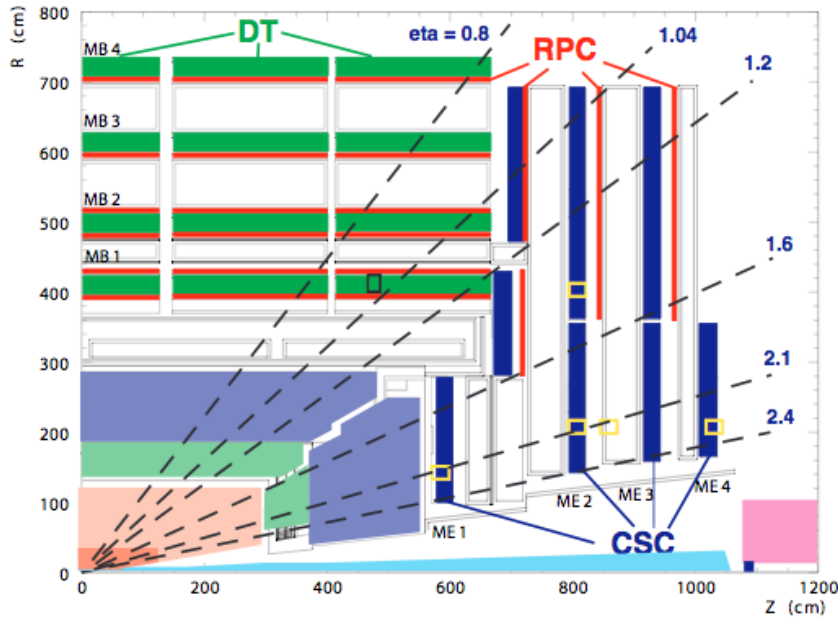 R (cm)
800
700
600
500
400
300
200
100
0
MB 4
MB 3
MB 2
MB 1
DT
eta = 0.8
RPC
1.04
1.2
1.6
2.1
2.4
ME 1
ME 2
ME 3
ME 4
CSC
0
200
400
600
800
1000
1200
Z (cm)